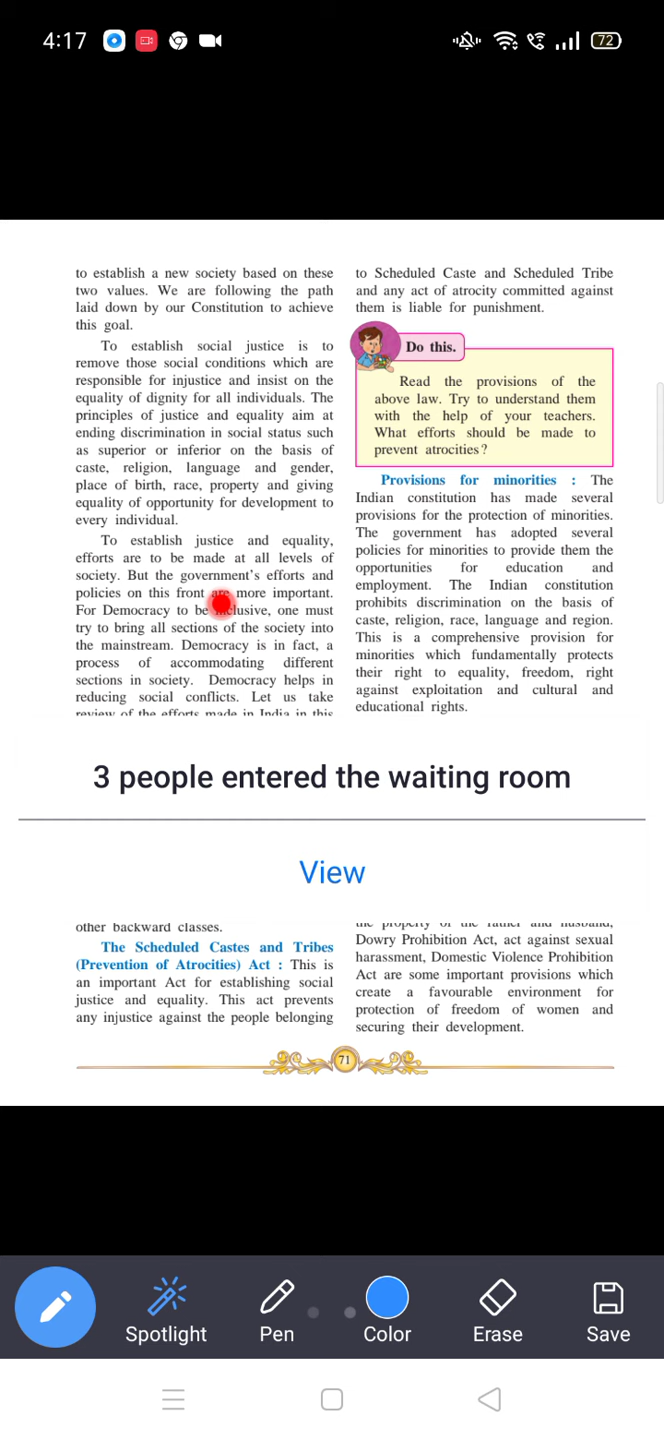 4:17
72
to establish a new society based on these
two values. We are following the path
laid down by our Constitution to achieve
this goal.
To establish social justice is to
remove those social conditions which are
responsible for injustice and insist on the
equality of dignity for all individuals. The
principles of justice and equality aim at
ending discrimination in social status such
as superior or inferior on the basis of
caste, religion, language and gender,
place of birth, race, property and giving
equality of opportunity for development to
every individual.
To establish justice and equality,
efforts are to be made at all levels of
society. But the government's efforts and
policies on this front are more important.
For Democracy to be inclusive, one must
try to bring all sections of the society into
the mainstream. Democracy is in fact, a
process of accommodating different
sections in society. Democracy helps in
reducing social conflicts. Let us take
review of the efforts made in India in this
to Scheduled Caste and Scheduled Tribe
and any act of atrocity committed against
them is liable for punishment.
Do this.
Read the provisions of the
above law. Try to understand them
with the help of your teachers.
What efforts should be made to
prevent atrocities?
Provisions for minorities : The
Indian constitution has made several
provisions for the protection of minorities.
The government has adopted several
policies for minorities to provide them the
opportunities for education and
employment. The Indian constitution
prohibits discrimination on the basis of
caste, religion, race, language and region.
This is a comprehensive provision for
minorities which fundamentally protects
their right to equality, freedom, right
against exploitation and cultural and
educational rights.
3 people entered the waiting room
View
other backward classes.
The Scheduled Castes and Tribes
(Prevention of Atrocities) Act : This is
an important Act for establishing social
justice and equality. This act prevents
any injustice against the people belonging
the property of the father and husband,
Dowry Prohibition Act, act against sexual
harassment, Domestic Violence Prohibition
Act are some important provisions which
create a favourable environment for
protection of freedom of women and
securing their development.
71
Spotlight
Pen
Color
Erase
Save